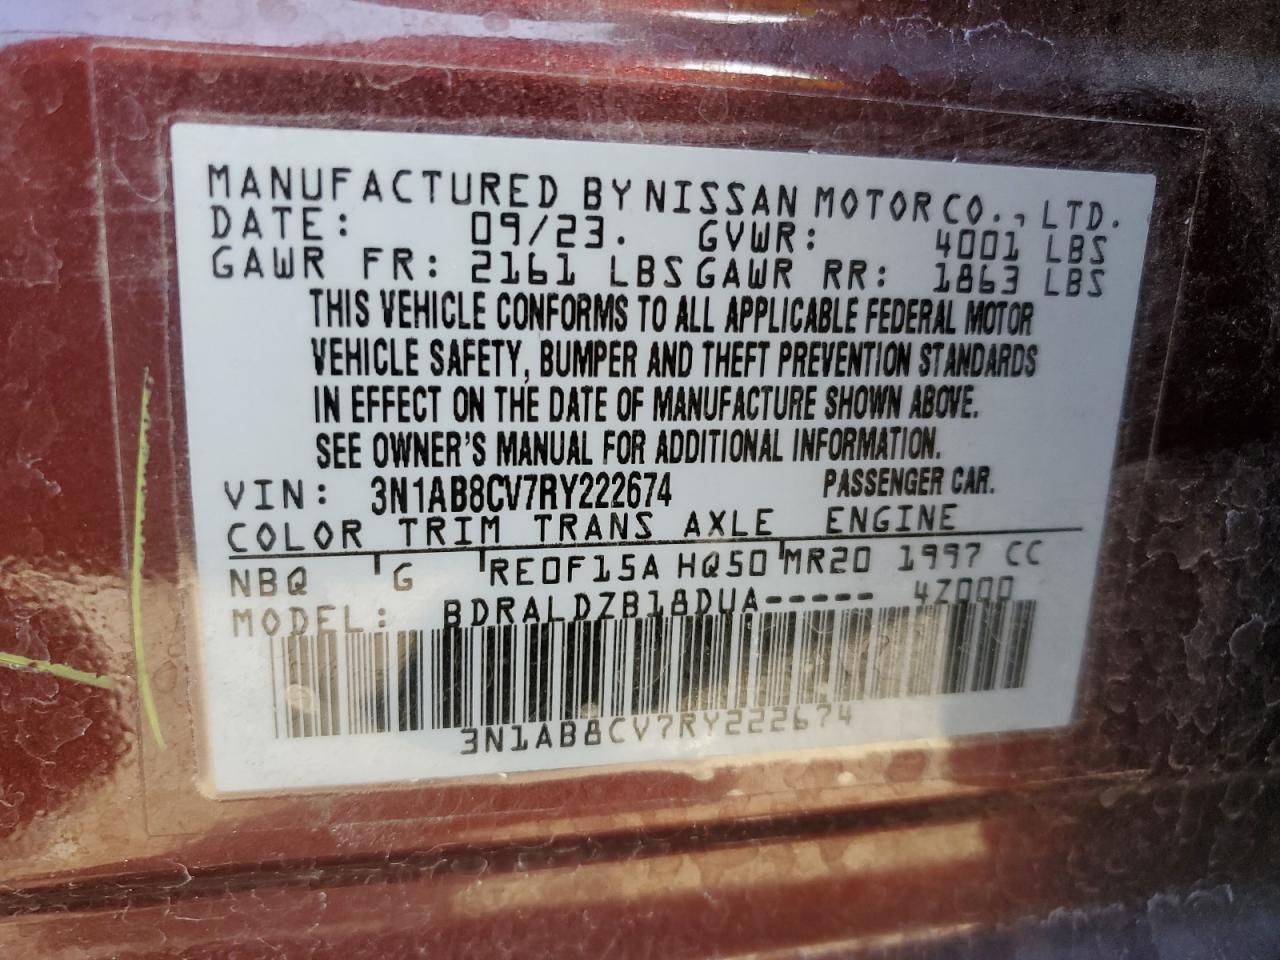 MANUFACTURED BY NISSAN MOTOR CO., LTD.
DATE: 09/23. GVWR: 4001 LBS
GAWR FR: 2161 LBS GAWR RR: 1863 LBS
THIS VEHICLE CONFORMS TO ALL APPLICABLE FEDERAL MOTOR
VEHICLE SAFETY, BUMPER AND THEFT PREVENTION STANDARDS
IN EFFECT ON THE DATE OF MANUFACTURE SHOWN ABOVE.
SEE OWNER'S MANUAL FOR ADDITIONAL INFORMATION.
VIN: 3N1AB8CV7RY222674 PASSENGER CAR.
COLOR TRIM TRANS AXLE ENGINE
NBQ G RE0F15A HQ50 MR20 1997 CC
MODEL: BDRALDZB18DUA----- 4Z000
3N1AB8CV7RY222674